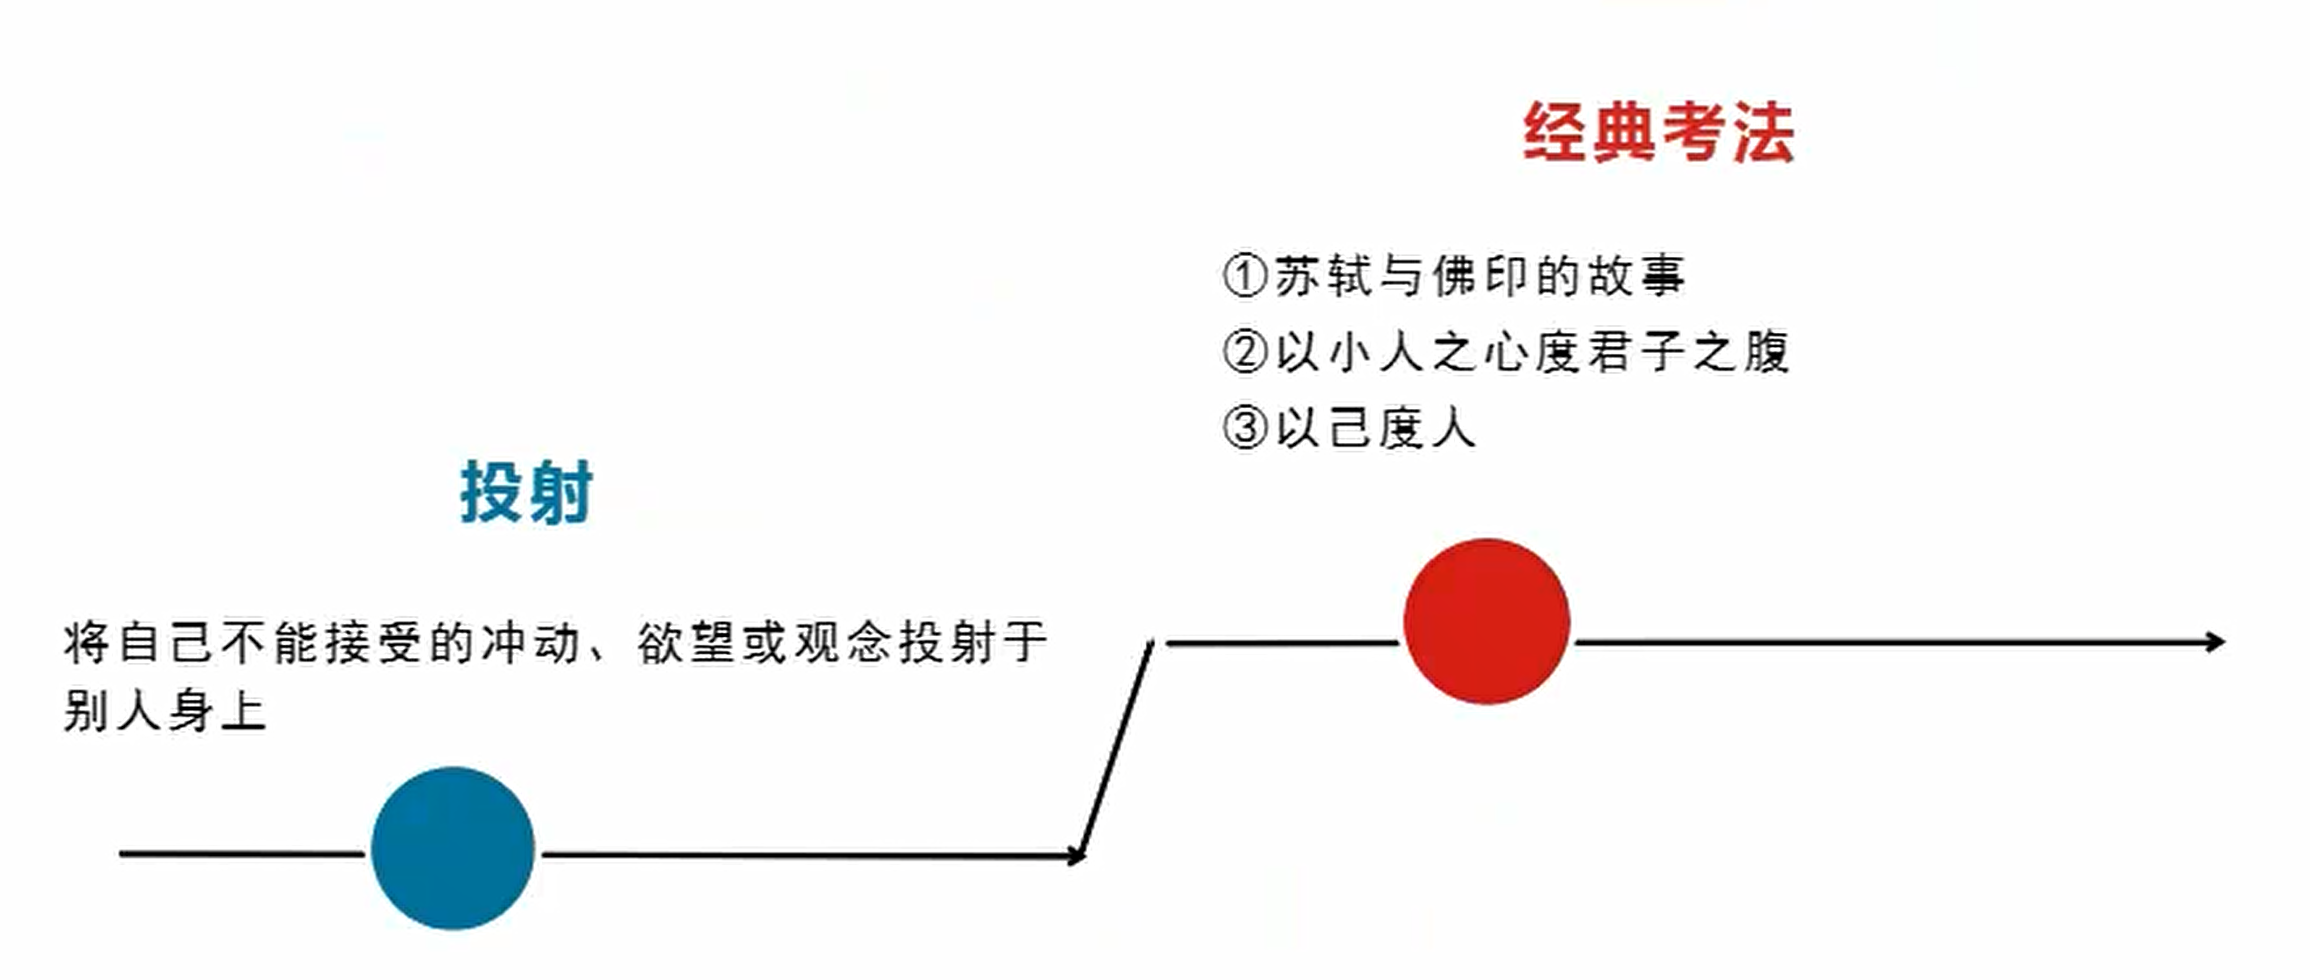 投射
将自己不能接受的冲动、欲望或观念投射于
别人身上
经典考法
①苏轼与佛印的故事
②以小人之心度君子之腹
③以己度人